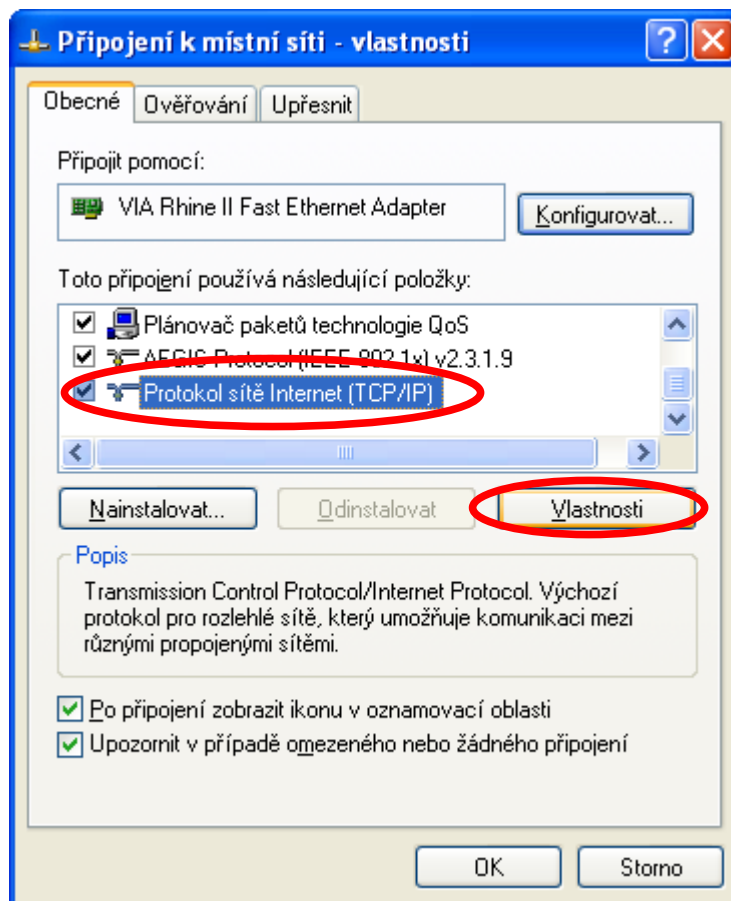 Připojení k místní síti - vlastnosti
Obecné Ověřování Upřesnit
Připojit pomocí:
VIA Rhine II Fast Ethernet Adapter
Konfigurovat...
Toto připojení používá následující položky:
Plánovač paketů technologie QoS
AEGIS Protocol (IEEE 802.1x) v2.3.1.9
Protokol sítě Internet (TCP/IP)
Nainstalovat... Odinstalovat Vlastnosti
Popis
Transmission Control Protocol/Internet Protocol. Výchozí
protokol pro rozlehlé sítě, který umožňuje komunikaci mezi
různými propojenými sítěmi.
Po připojení zobrazit ikonu v oznamovací oblasti
Upozornit v případě omezeného nebo žádného připojení
OK Storno